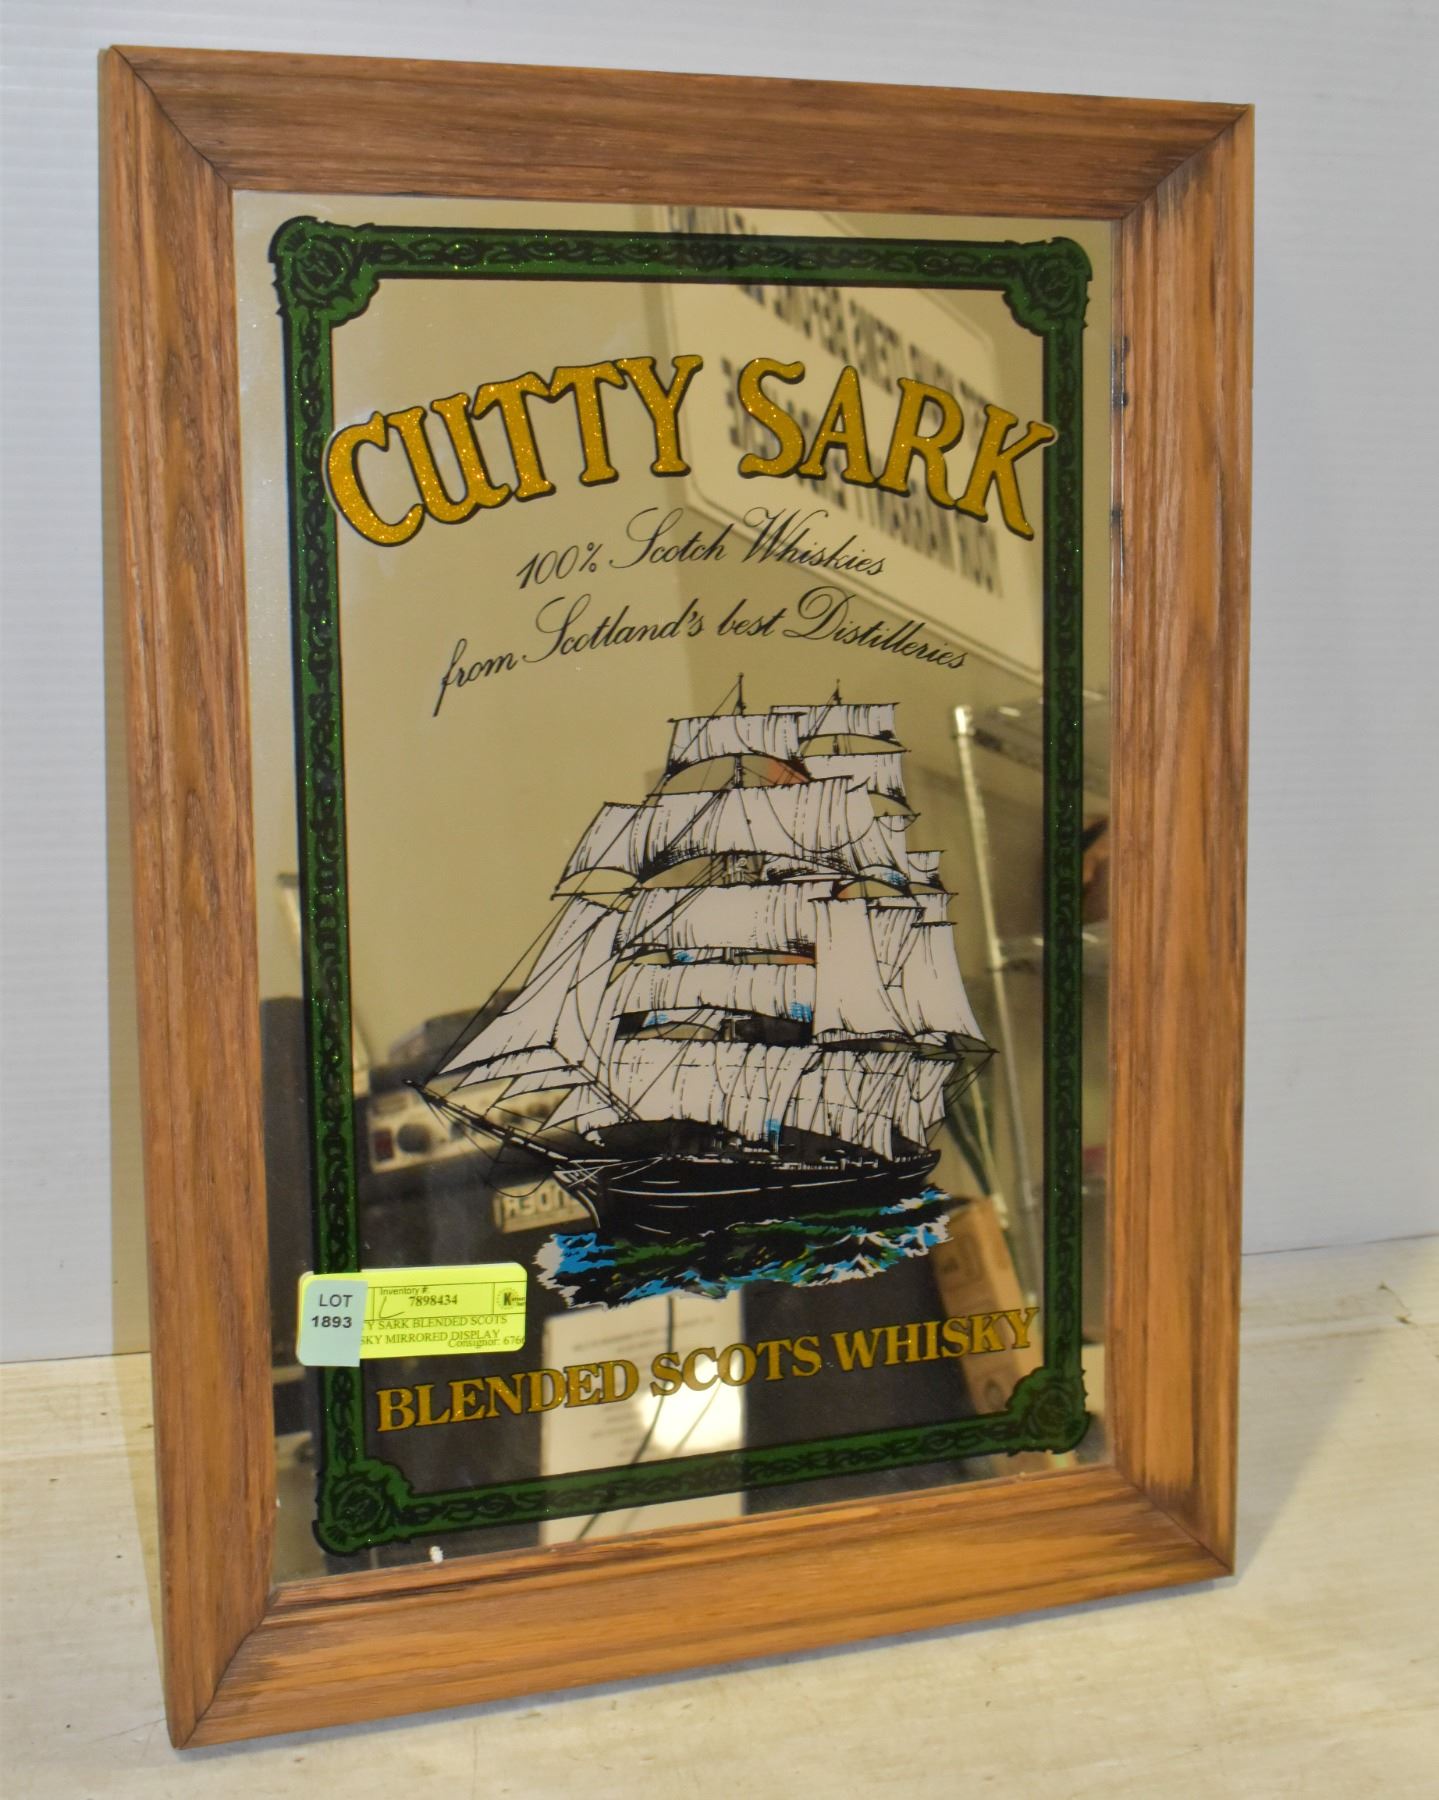 CUTTY SARK
100% Scotch Whiskies
from Scotland's best Distilleries
LOT
1893
Inventory #:
7898434
Y SARK BLENDED SCOTS
SKY MIRRORED DISPLAY
Consignor: 676
BLENDED SCOTS WHISKY